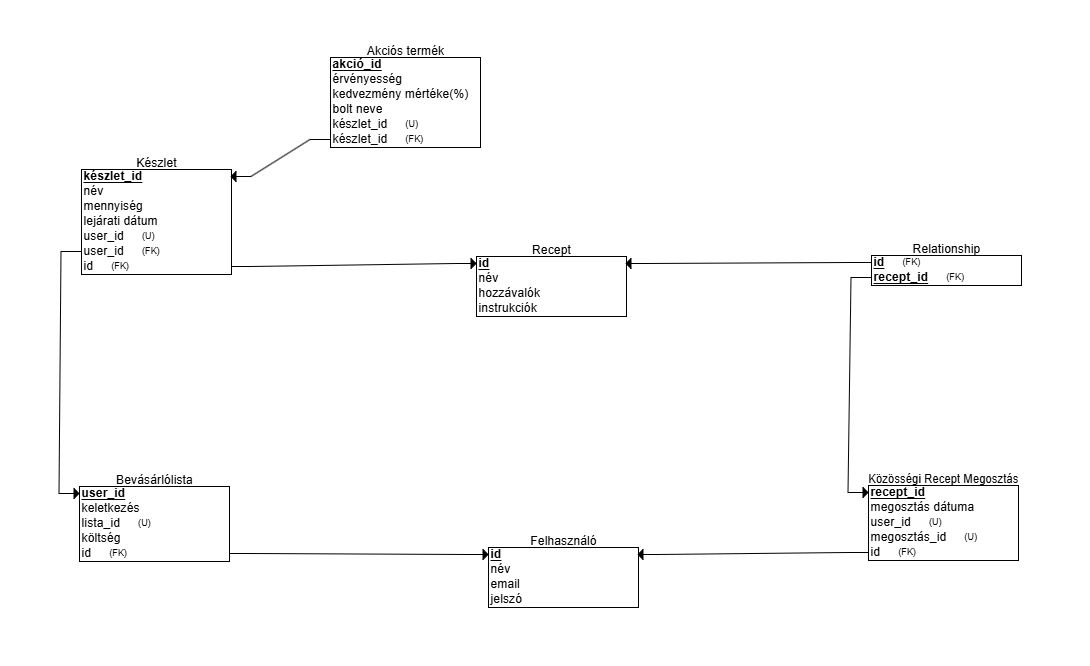 Akciós termék
akció_id
érvényesség
kedvezmény mértéke(%)
bolt neve
készlet_id (U)
készlet_id (FK)
Készlet
készlet_id
név
mennyiség
lejárati dátum
user_id (U)
user_id (FK)
id (FK)
Recept
id
név
hozzávalók
instrukciók
Relationship
id (FK)
recept_id (FK)
Bevásárlólista
user_id
keletkezés
lista_id (U)
költség
id (FK)
Felhasználó
id
név
email
jelszó
Közösségi Recept Megosztás
recept_id
megosztás dátuma
user_id (U)
megosztás_id (U)
id (FK)